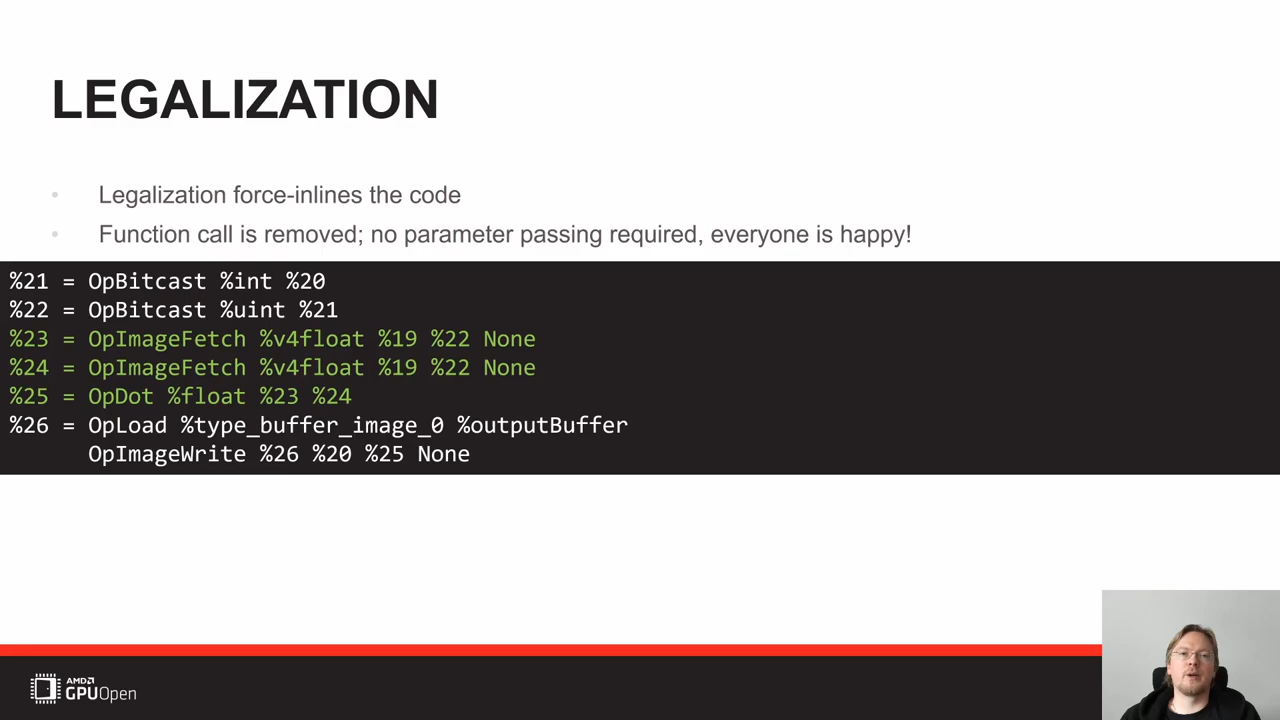 LEGALIZATION
• Legalization force-inlines the code
• Function call is removed; no parameter passing required, everyone is happy!
%21 = OpBitcast %int %20
%22 = OpBitcast %uint %21
%23 = OpImageFetch %v4float %19 %22 None
%24 = OpImageFetch %v4float %19 %22 None
%25 = OpDot %float %23 %24
%26 = OpLoad %type_buffer_image_0 %outputBuffer
OpImageWrite %26 %20 %25 None
AMD
GPUOpen